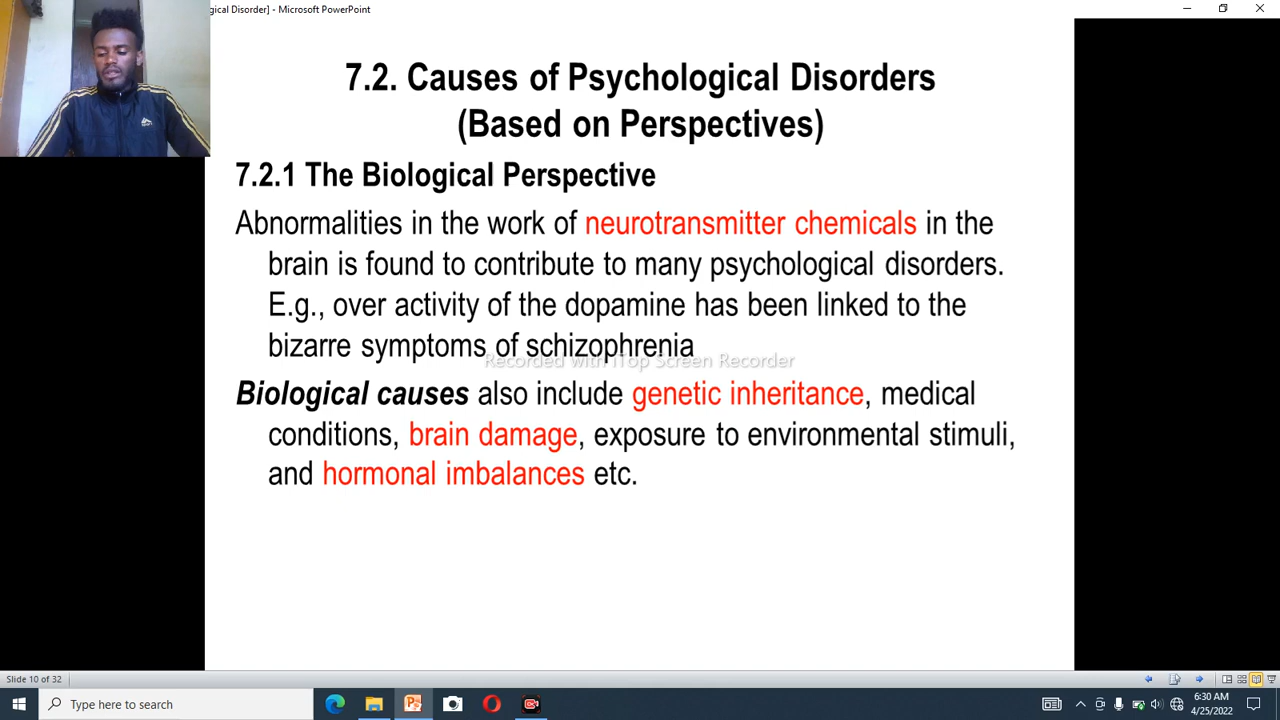 gical Disorder] - Microsoft PowerPoint
7.2. Causes of Psychological Disorders
(Based on Perspectives)
7.2.1 The Biological Perspective
Abnormalities in the work of neurotransmitter chemicals in the
brain is found to contribute to many psychological disorders.
E.g., over activity of the dopamine has been linked to the
bizarre symptoms of schizophrenia
Recorded with iTop Screen Recorder
Biological causes also include genetic inheritance, medical
conditions, brain damage, exposure to environmental stimuli,
and hormonal imbalances etc.
Slide 10 of 32
Type here to search
6:30 AM
4/25/2022